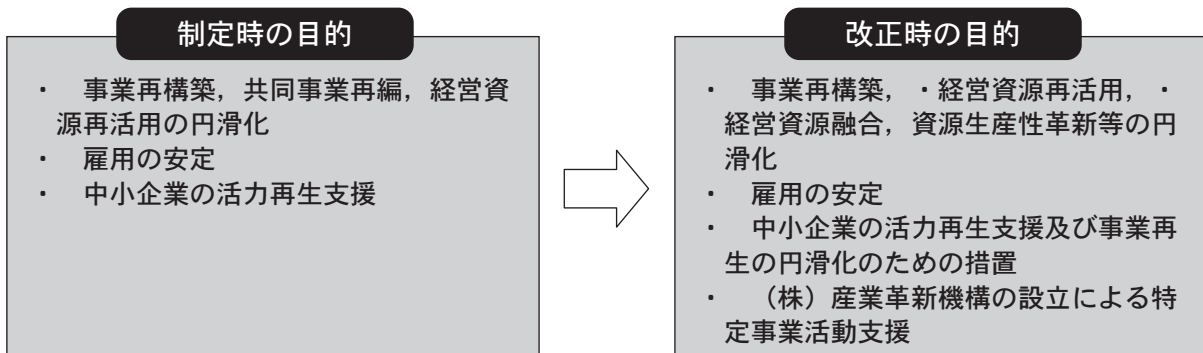 制定時の目的
・ 事業再構築，共同事業再編，経営資
源再活用の円滑化
・ 雇用の安定
・ 中小企業の活力再生支援
改正時の目的
・ 事業再構築，・経営資源再活用，・
経営資源融合，資源生産性革新等の円
滑化
・ 雇用の安定
・ 中小企業の活力再生支援及び事業再
生の円滑化のための措置
・ （株）産業革新機構の設立による特
定事業活動支援